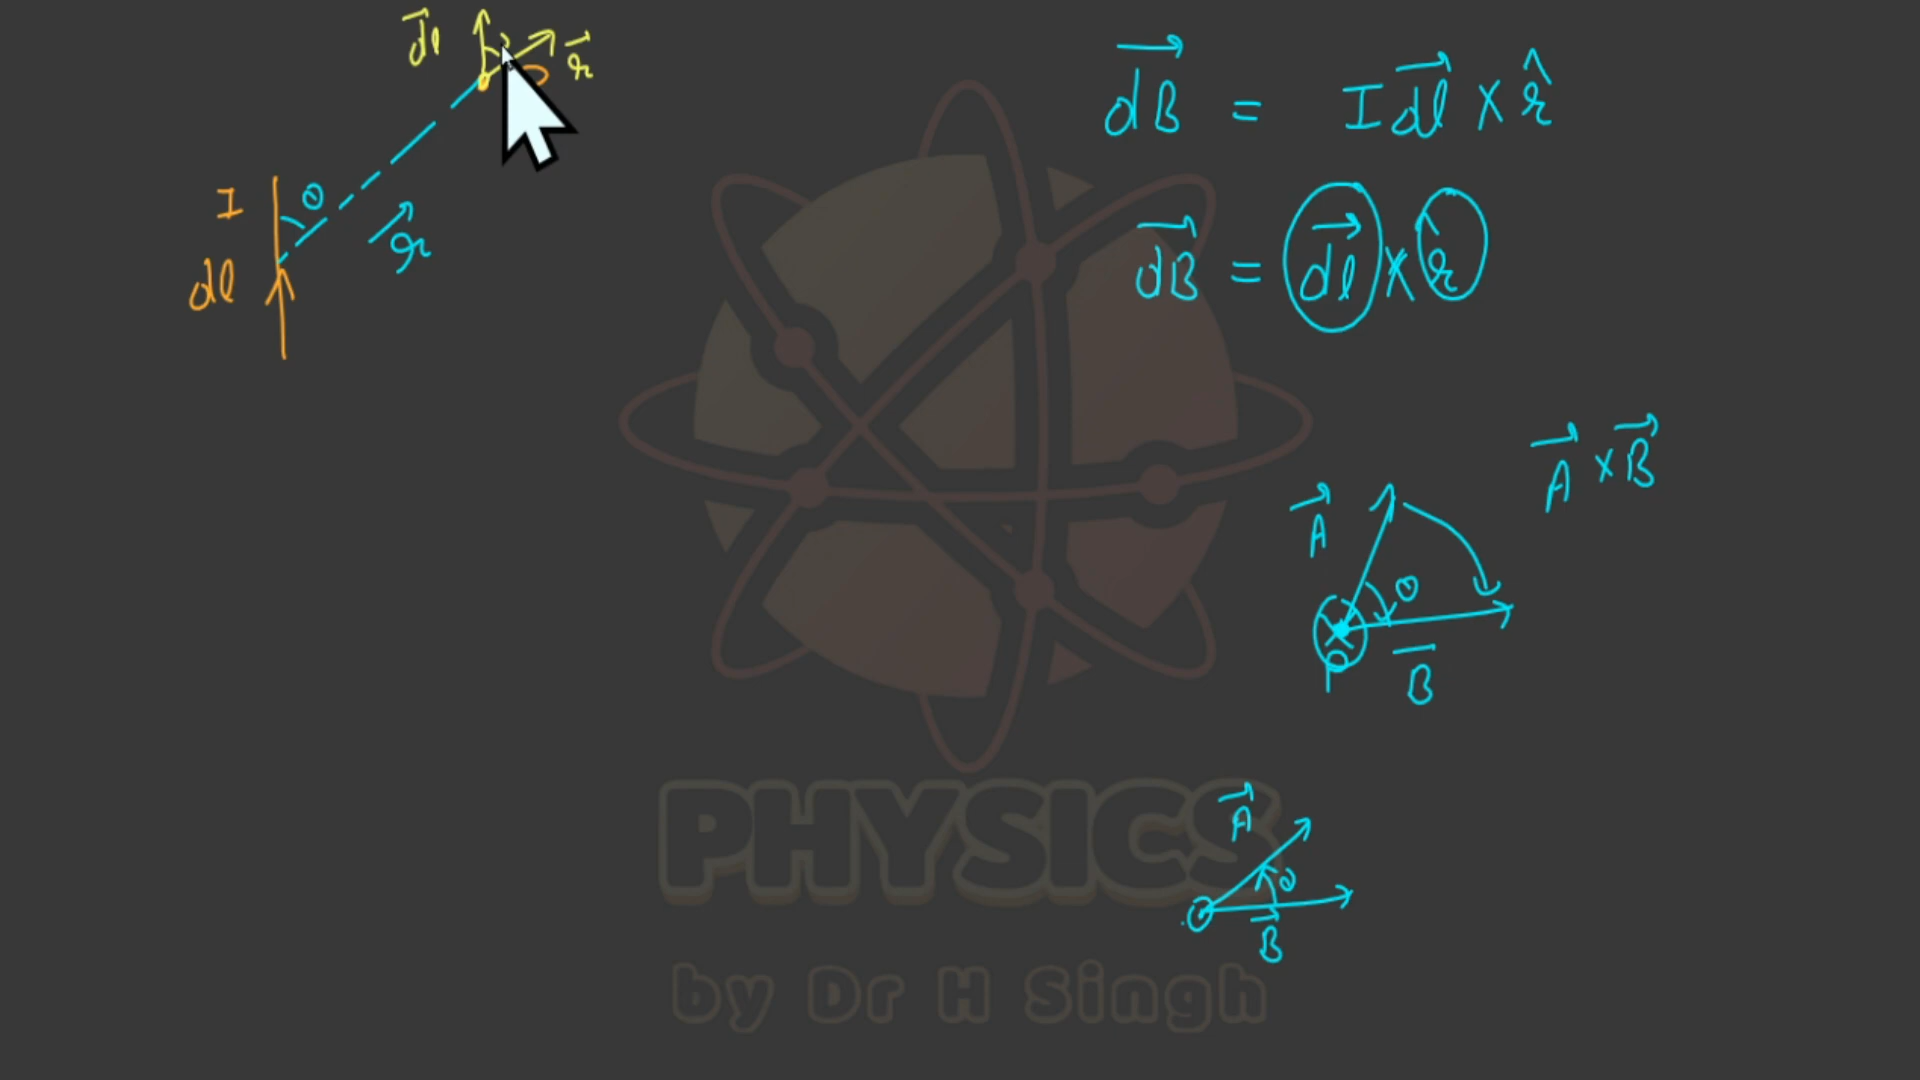 dl⃗ r⃗
I θ
dl r⃗
dB⃗ = I dl⃗ × r̂
dB⃗ = dl⃗ × r̂
A⃗ × B⃗
A⃗
θ
P B
A⃗
θ
B⃗
PHYSICS
by Dr H Singh